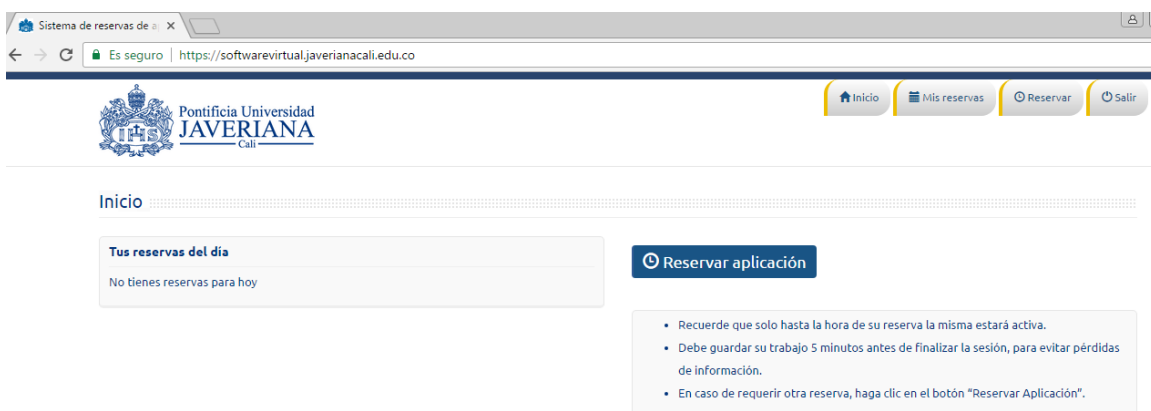 Sistema de reservas de a
Es seguro | https://softwarevirtual.javerianacali.edu.co
Pontificia Universidad
JAVERIANA
Cali
IHS
Inicio
Mis reservas
Reservar
Salir
Inicio
Tus reservas del día
No tienes reservas para hoy
Reservar aplicación
• Recuerde que solo hasta la hora de su reserva la misma estará activa.
• Debe guardar su trabajo 5 minutos antes de finalizar la sesión, para evitar pérdidas
de información.
• En caso de requerir otra reserva, haga clic en el botón "Reservar Aplicación".